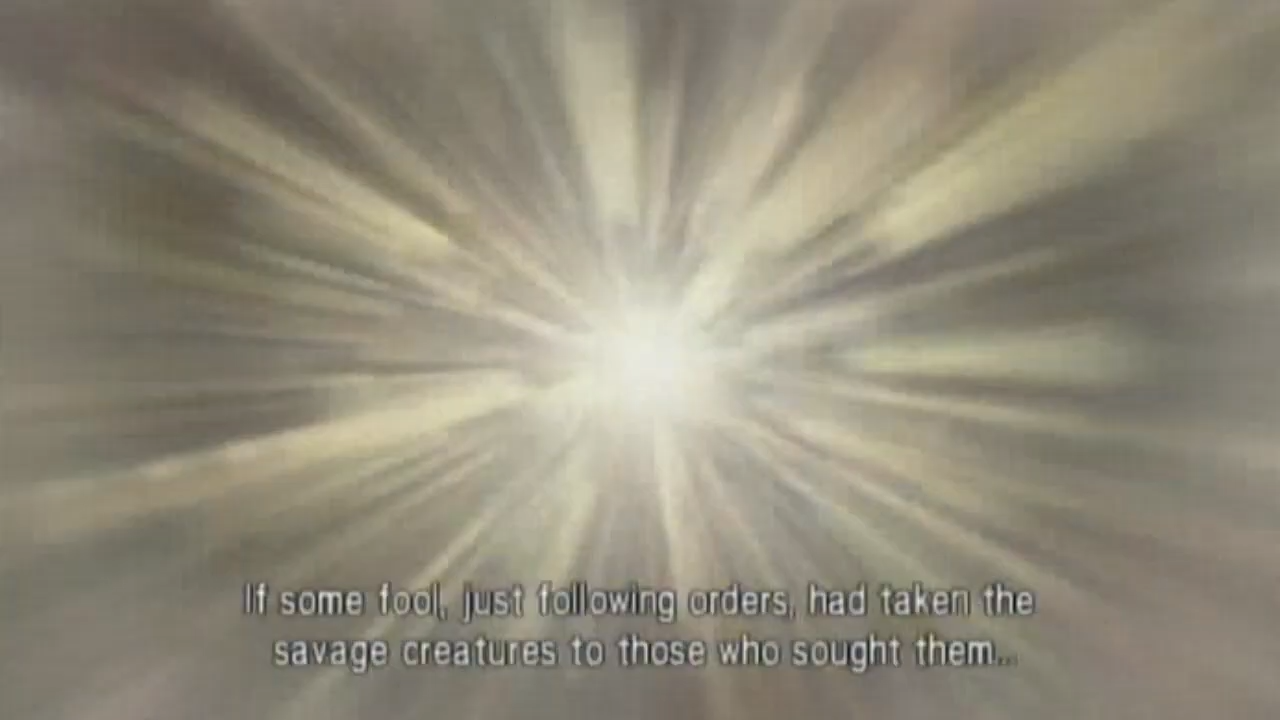 If some fool, just following orders, had taken the
savage creatures to those who sought them...